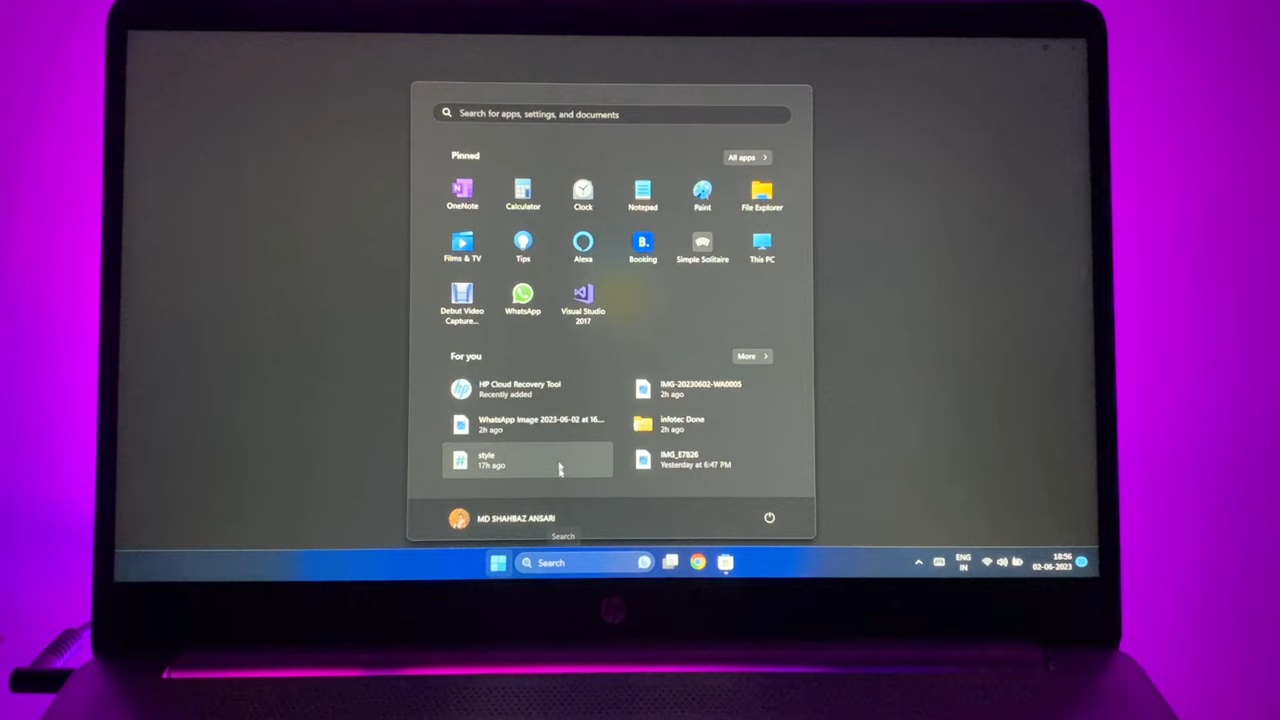 Search for apps, settings, and documents
Pinned
All apps
OneNote
Calculator
Clock
Notepad
Paint
File Explorer
Films & TV
Tips
Alexa
B.
Booking
Simple Solitaire
This PC
Debut Video
Capture...
WhatsApp
Visual Studio
2017
For you
More
hp
HP Cloud Recovery Tool
Recently added
IMG-20230602-WA0005
2h ago
WhatsApp Image 2023-06-02 at 16....
2h ago
infotec Done
2h ago
#
style
17h ago
IMG_E7826
Yesterday at 6:47 PM
MD SHAHBAZ ANSARI
Search
Search
ENG
IN
18:56
02-06-2023
hp